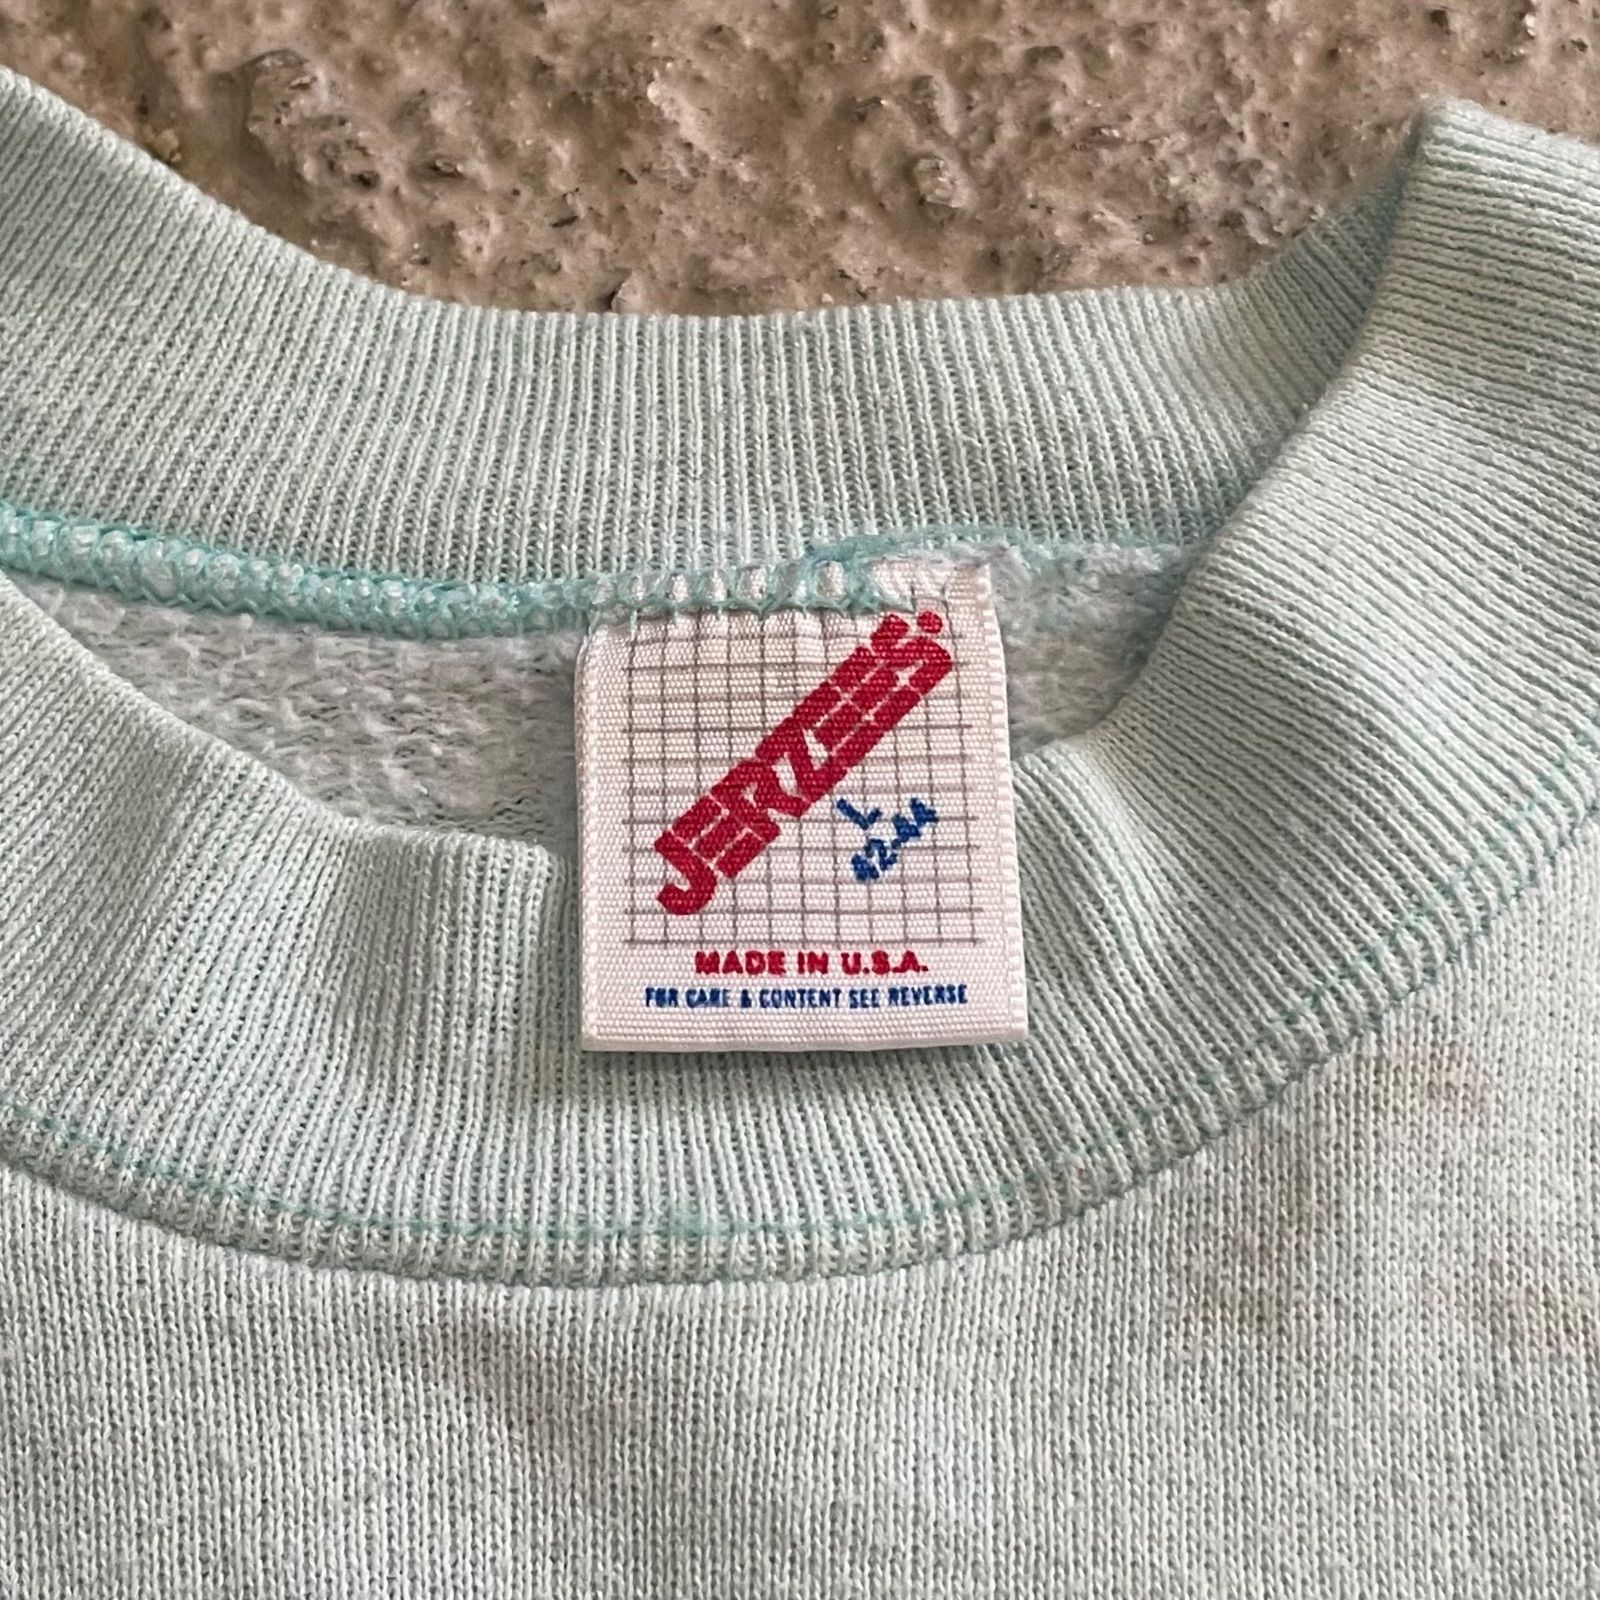 JERZEES.
L
42-44
MADE IN U.S.A.
FOR CARE & CONTENT SEE REVERSE